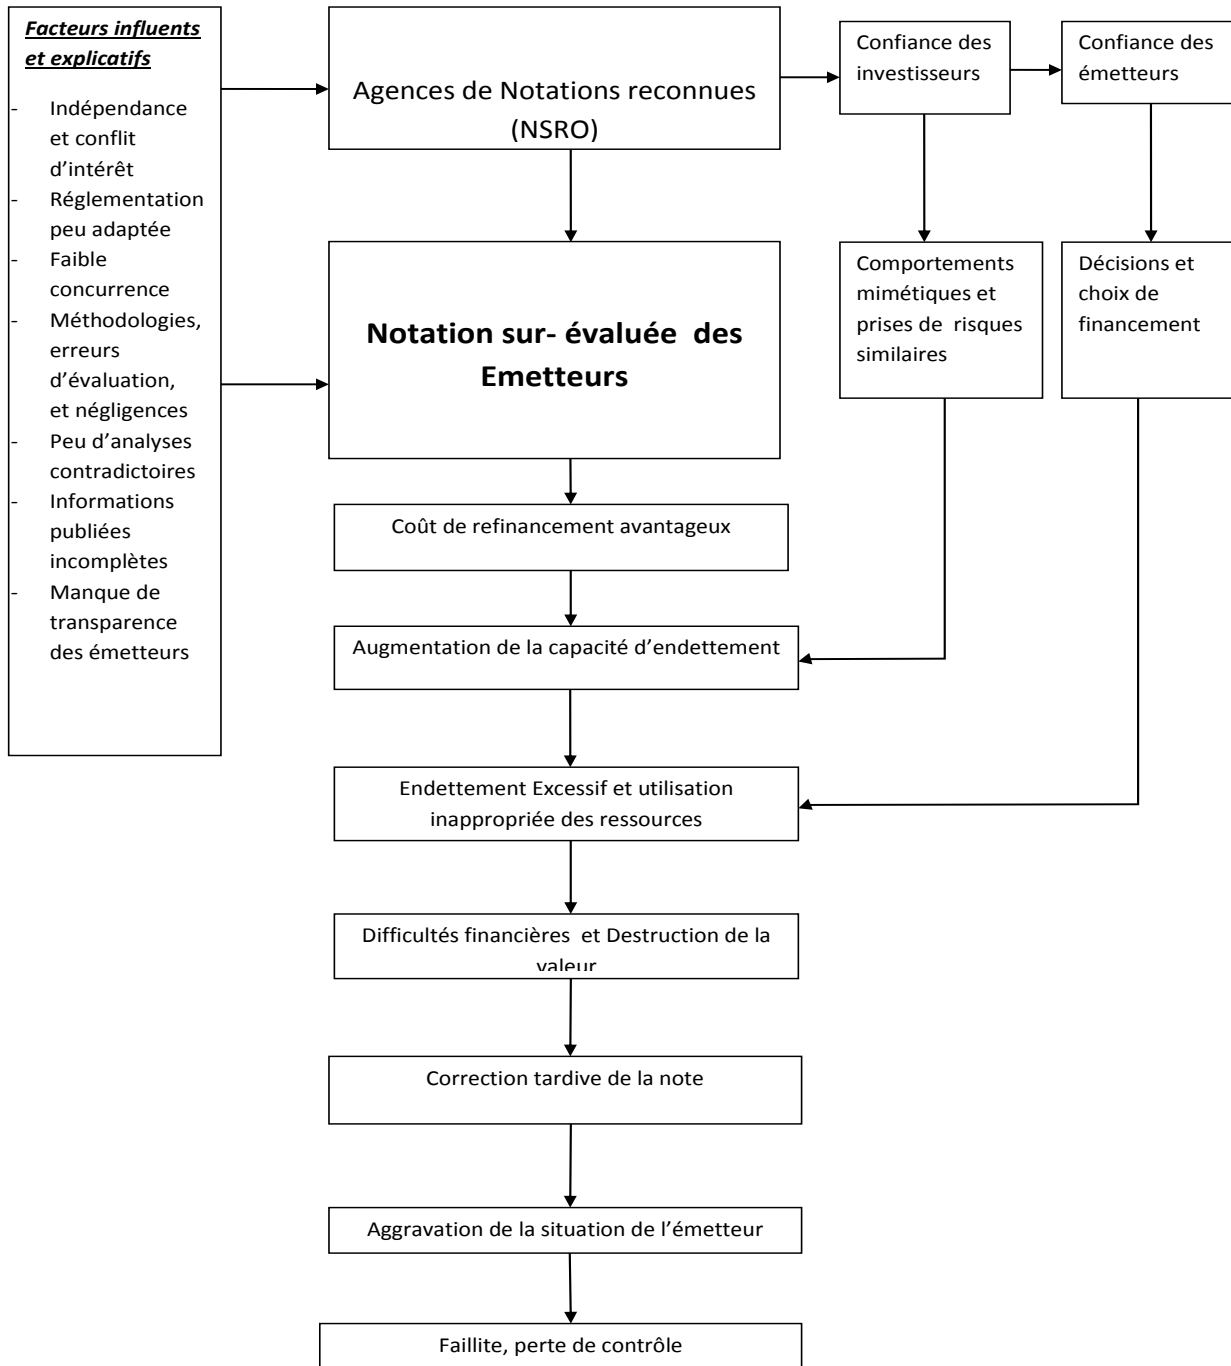 Facteurs influents
et explicatifs
- Indépendance
et conflit
d’intérêt
- Réglementation
peu adaptée
- Faible
concurrence
- Méthodologies,
erreurs
d’évaluation,
et négligences
- Peu d’analyses
contradictoires
- Informations
publiées
incomplètes
- Manque de
transparence
des émetteurs
Agences de Notations reconnues
(NSRO)
Confiance des
investisseurs
Confiance des
émetteurs
Notation sur- évaluée des
Emetteurs
Comportements
mimétiques et
prises de risques
similaires
Décisions et
choix de
financement
Coût de refinancement avantageux
Augmentation de la capacité d’endettement
Endettement Excessif et utilisation
inappropriée des ressources
Difficultés financières et Destruction de la
valeur
Correction tardive de la note
Aggravation de la situation de l’émetteur
Faillite, perte de contrôle